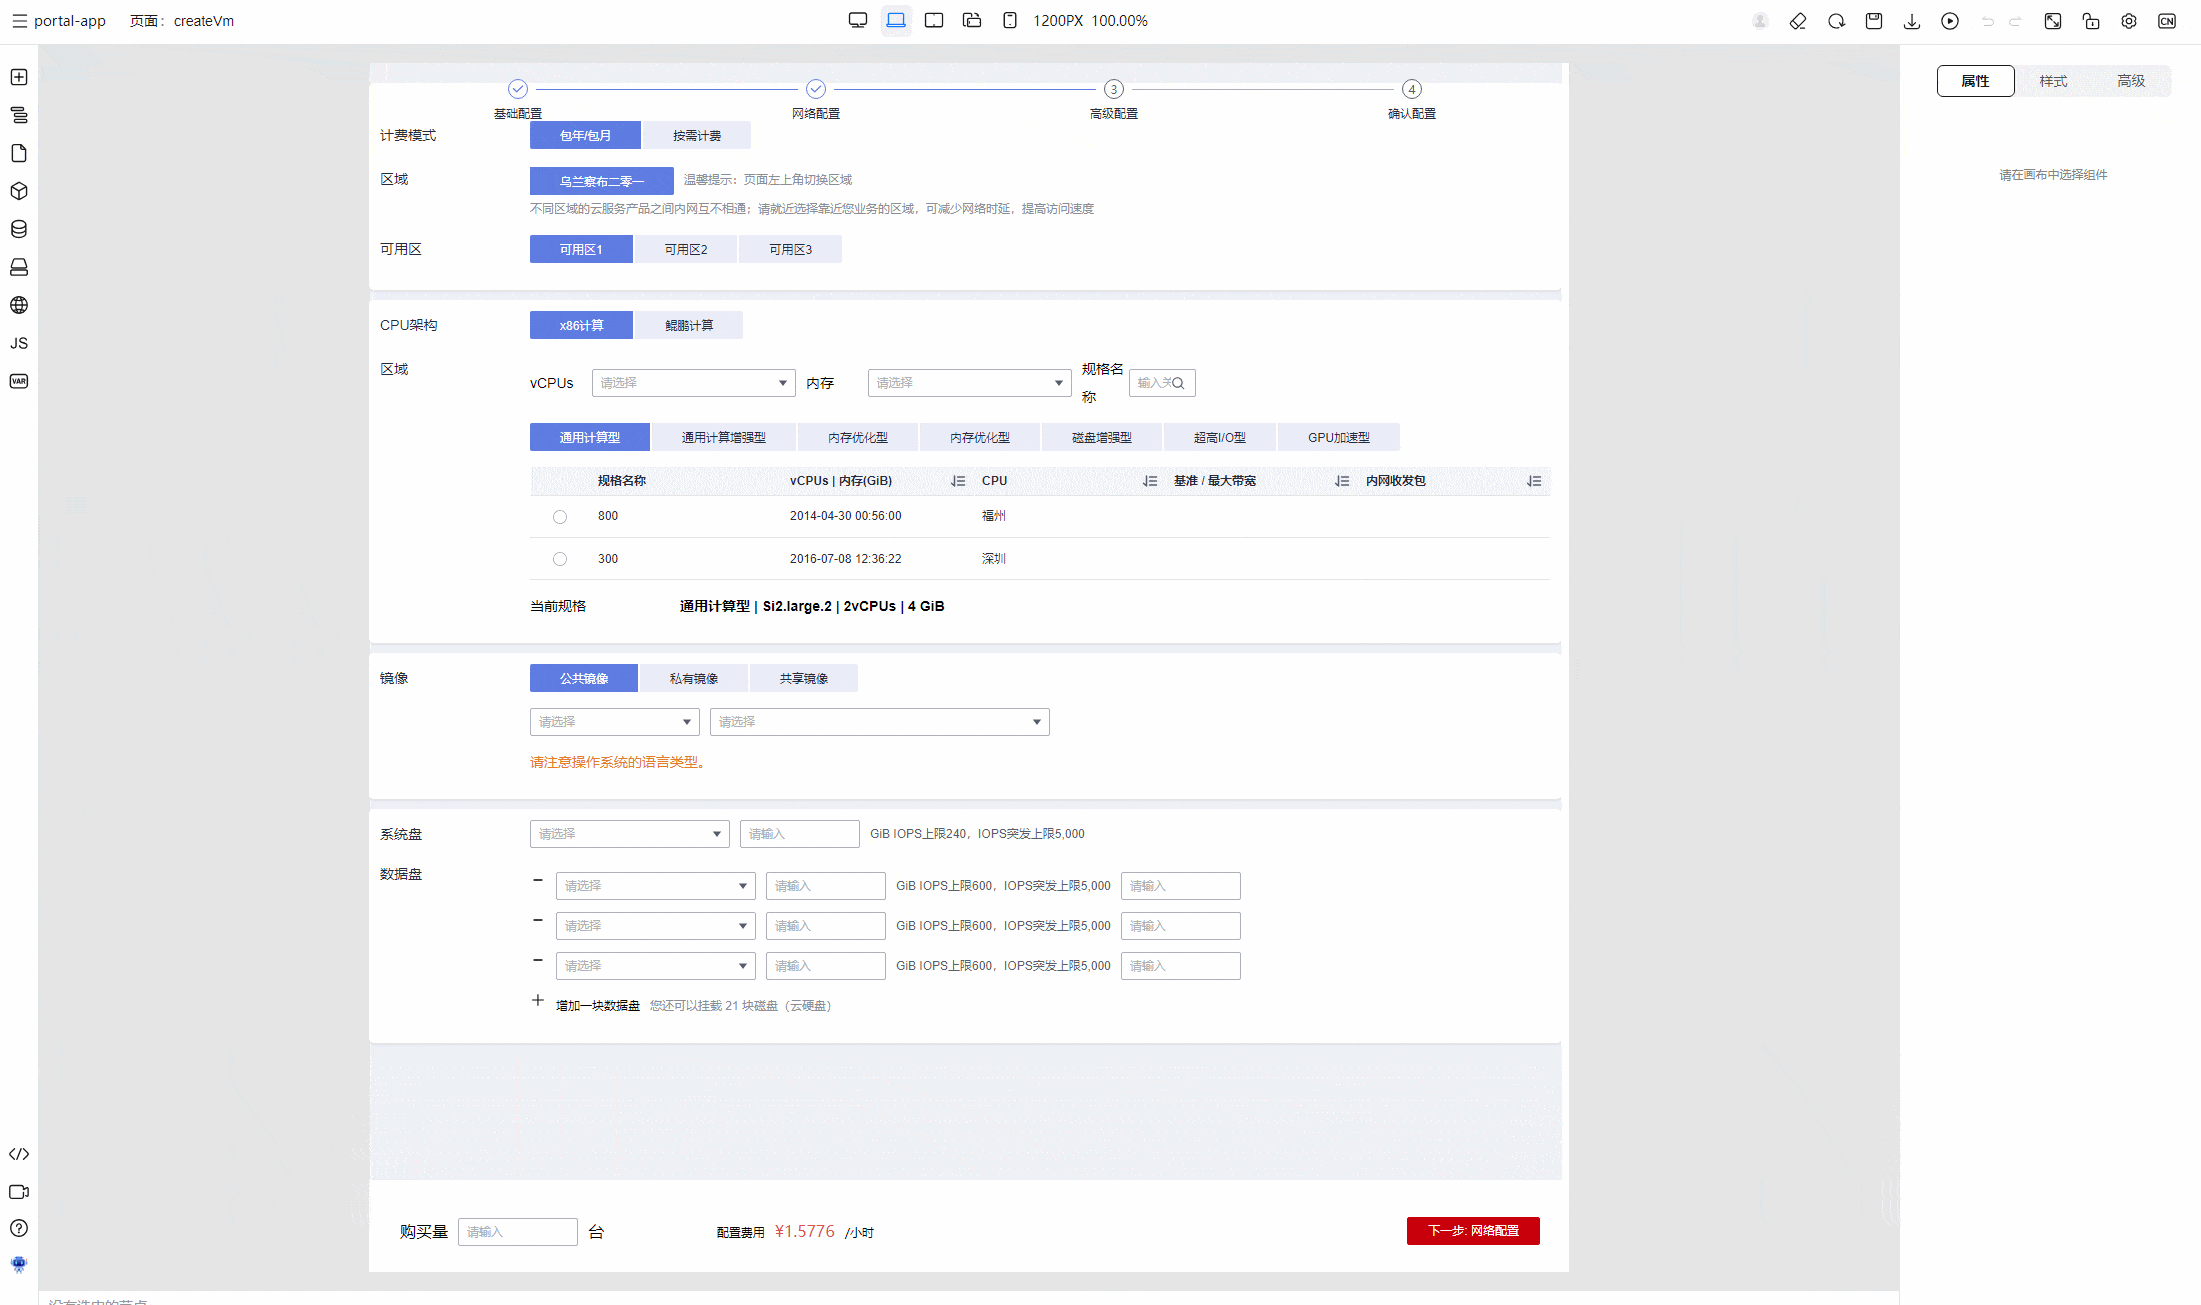 portal-app 页面： createVm 1200PX 100.00% CN
属性 样式 高级
请在画布中选择组件
JS
VAR
3 4
基础配置 网络配置 高级配置 确认配置
计费模式 包年/包月 按需计费
区域 乌兰察布二零一 温馨提示：页面左上角切换区域
不同区域的云服务产品之间内网互不相通；请就近选择靠近您业务的区域，可减少网络时延，提高访问速度
可用区 可用区1 可用区2 可用区3
CPU架构 x86计算 鲲鹏计算
区域
vCPUs 请选择 内存 请选择 规格名称 输入关
通用计算型 通用计算增强型 内存优化型 内存优化型 磁盘增强型 超高I/O型 GPU加速型
规格名称 vCPUs | 内存(GiB) CPU 基准 / 最大带宽 内网收发包
800 2014-04-30 00:56:00 福州
300 2016-07-08 12:36:22 深圳
当前规格 通用计算型 | Si2.large.2 | 2vCPUs | 4 GiB
镜像 公共镜像 私有镜像 共享镜像
请选择 请选择
请注意操作系统的语言类型。
系统盘 请选择 请输入 GiB IOPS上限240，IOPS突发上限5,000
数据盘
请选择 请输入 GiB IOPS上限600，IOPS突发上限5,000 请输入
请选择 请输入 GiB IOPS上限600，IOPS突发上限5,000 请输入
请选择 请输入 GiB IOPS上限600，IOPS突发上限5,000 请输入
增加一块数据盘 您还可以挂载 21 块磁盘（云硬盘）
购买量 请输入 台 配置费用 ¥1.5776 /小时 下一步: 网络配置